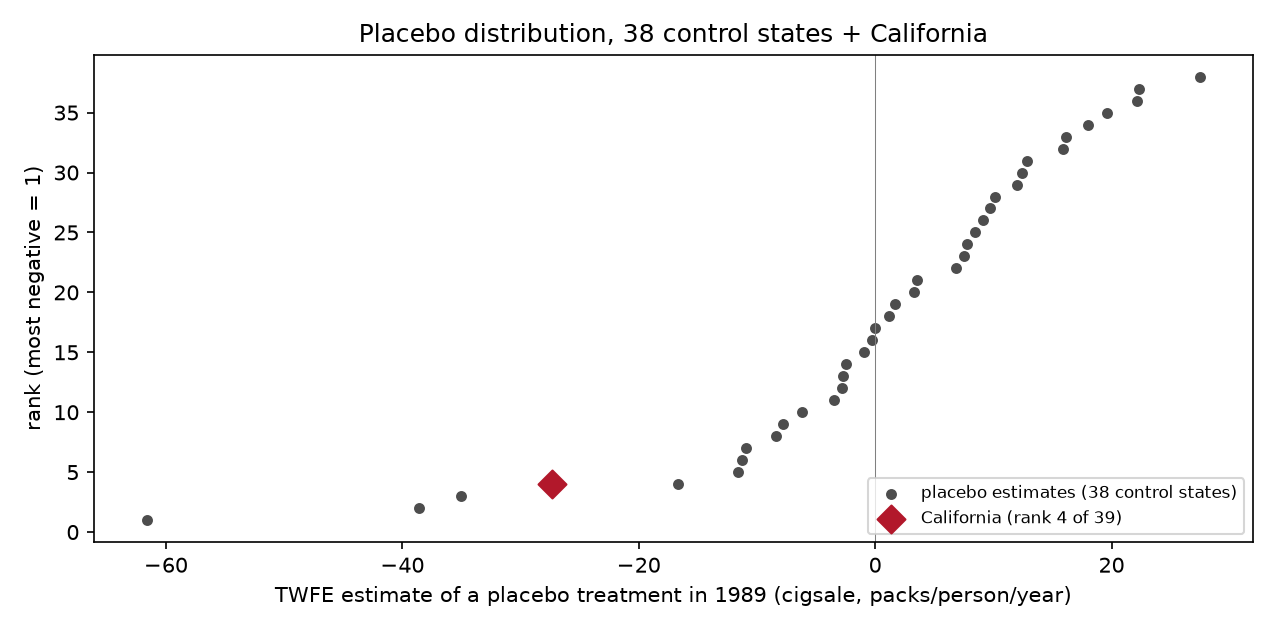 Placebo distribution, 38 control states + California
rank (most negative = 1)
35
30
25
20
15
10
5
0
placebo estimates (38 control states)
California (rank 4 of 39)
−60
−40
−20
0
20
TWFE estimate of a placebo treatment in 1989 (cigsale, packs/person/year)